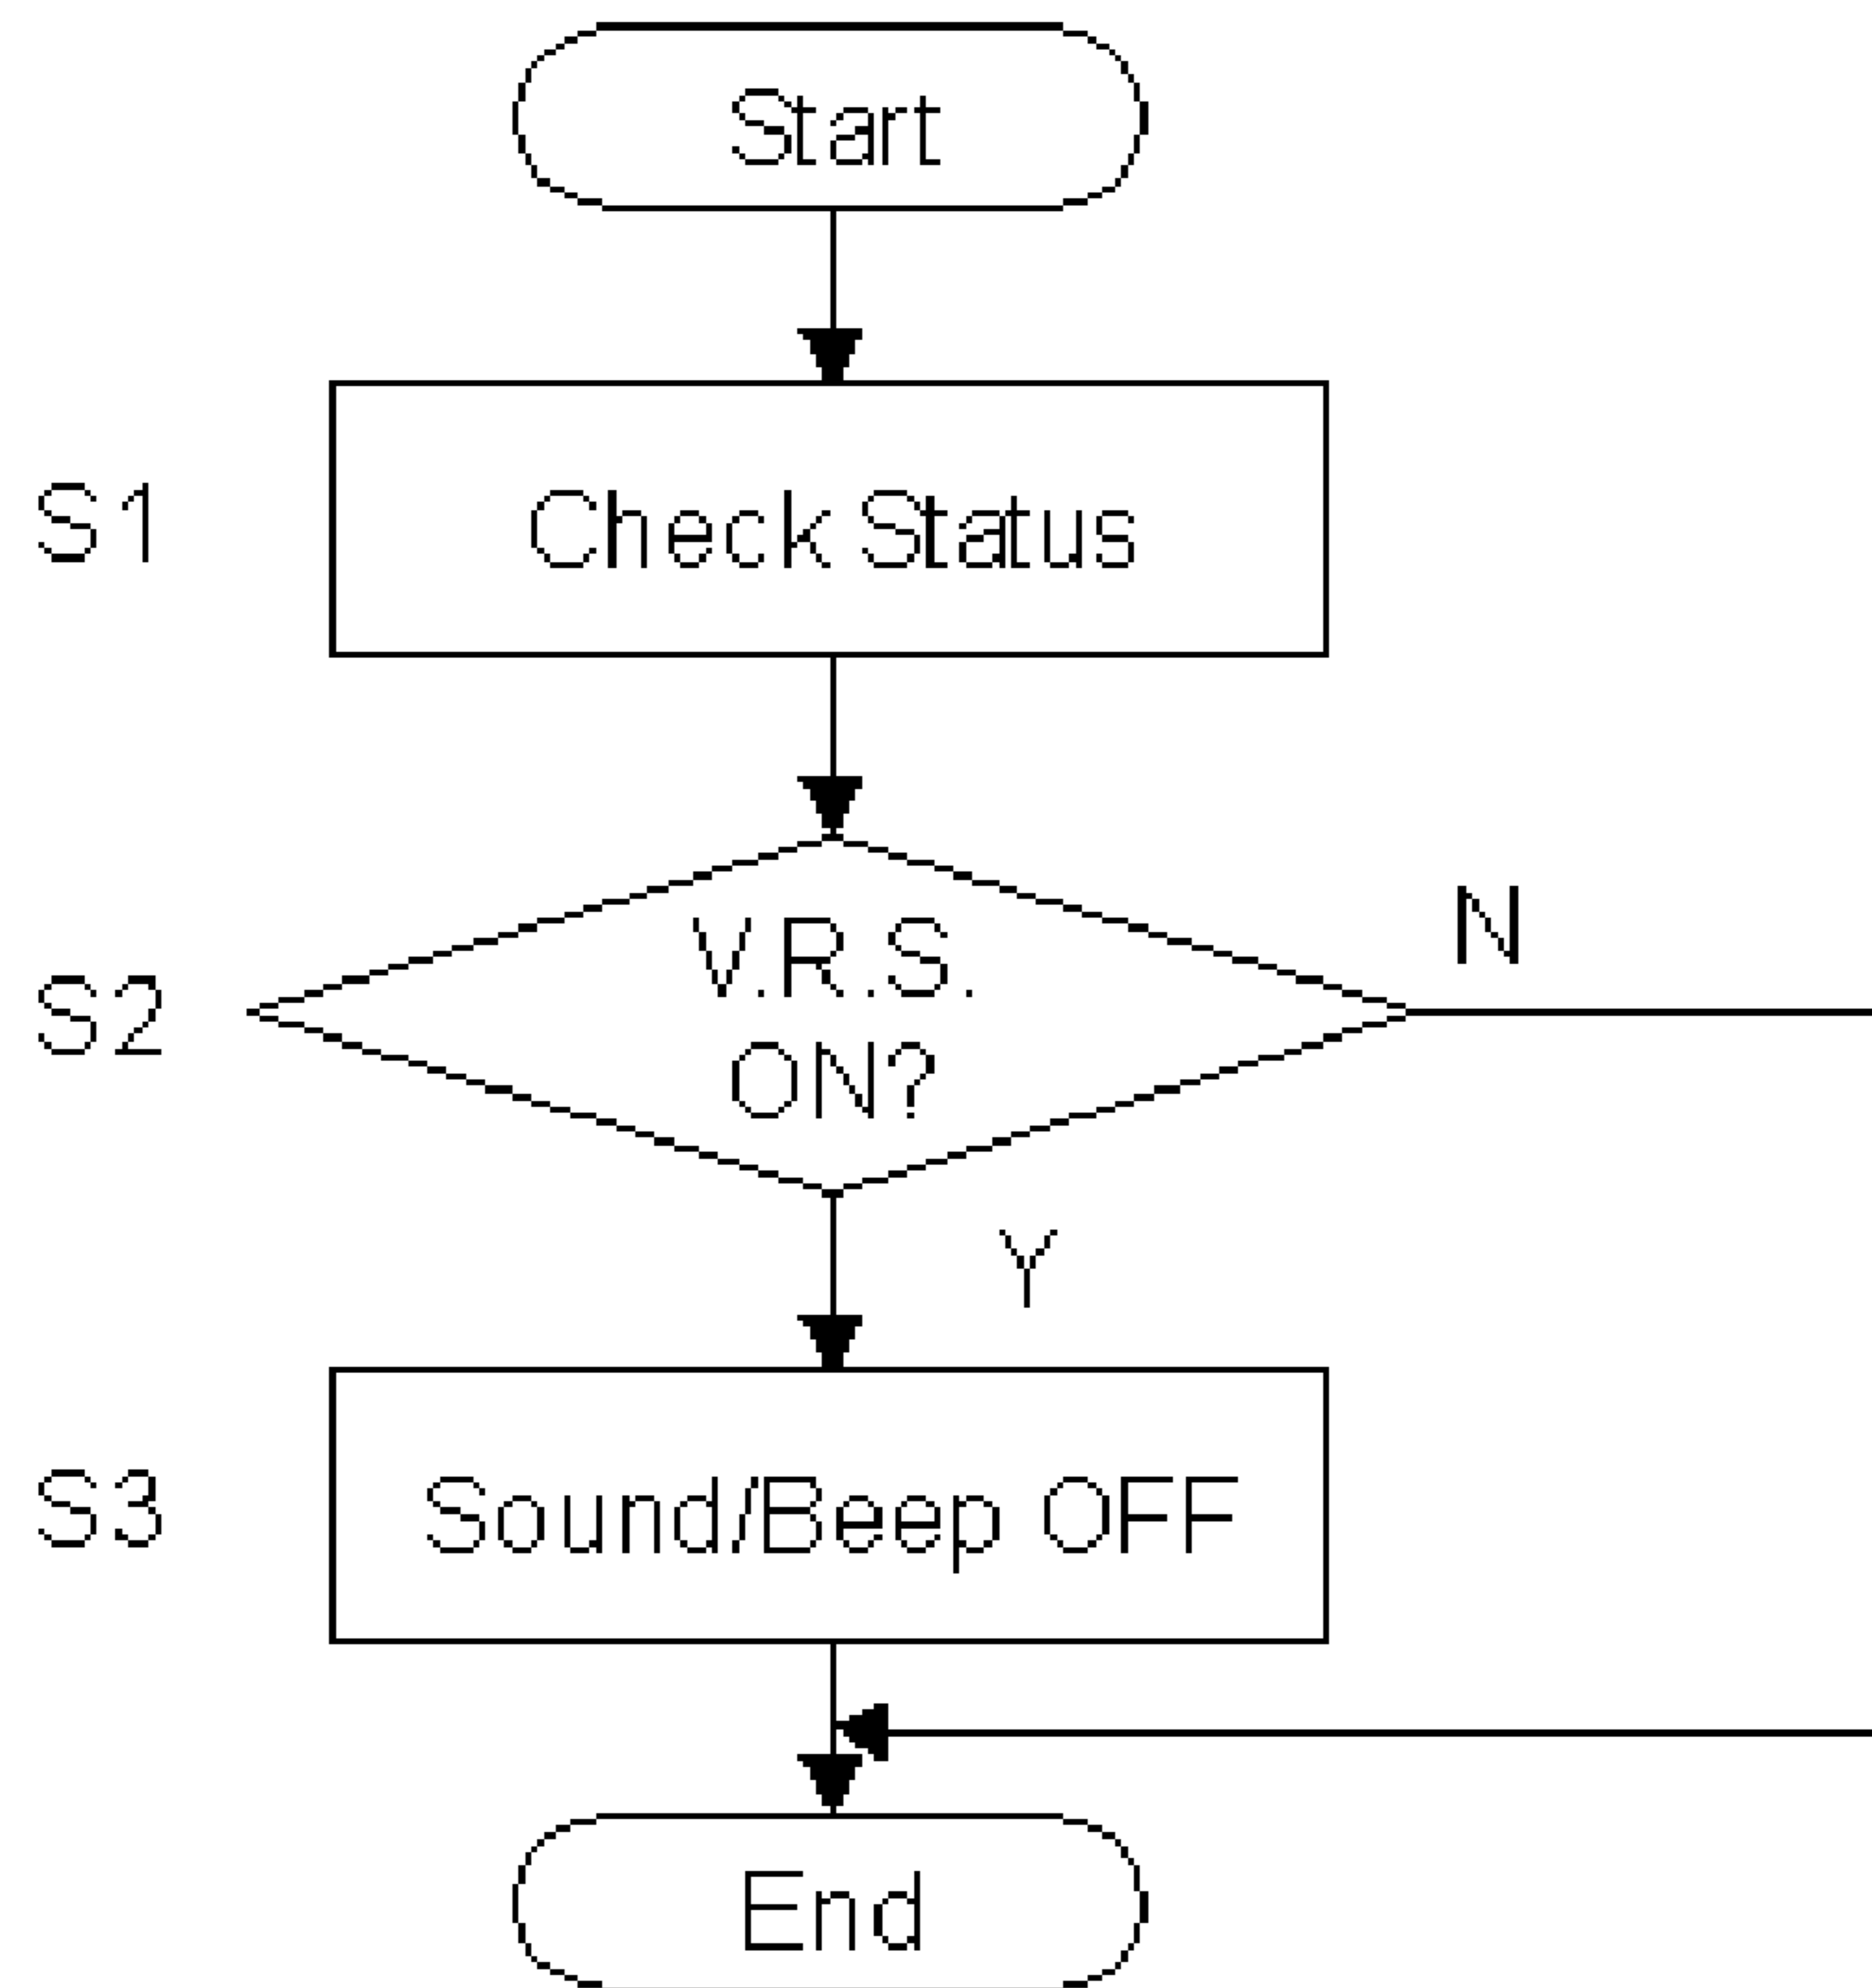 Start
S1
Check Status
N
V.R.S.
S2
ON?
Y
S3
Sound/Beep OFF
End